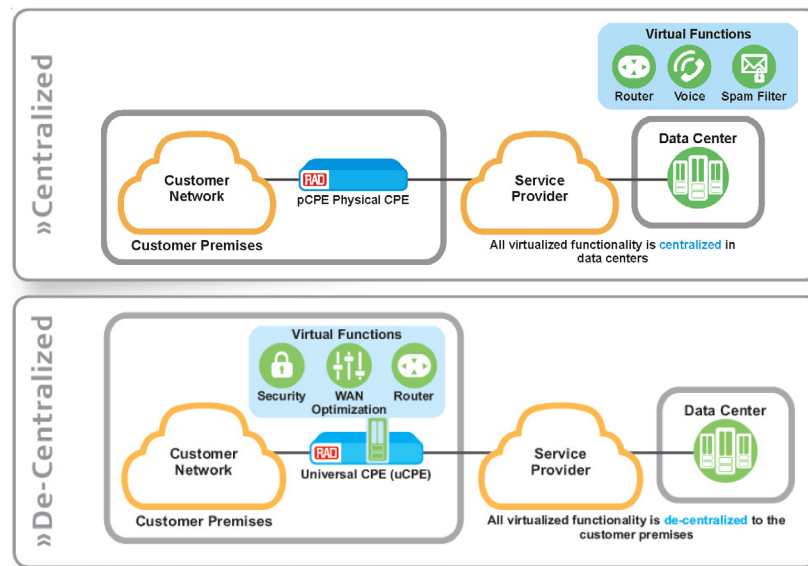 »Centralized
Virtual Functions
Router Voice Spam Filter
Data Center
Customer
Network
RAD
pCPE Physical CPE
Customer Premises
Service
Provider
All virtualized functionality is centralized in
data centers
»De-Centralized
Virtual Functions
Security WAN Router
Optimization
Data Center
Customer
Network
RAD
Universal CPE (uCPE)
Customer Premises
Service
Provider
All virtualized functionality is de-centralized to the
customer premises